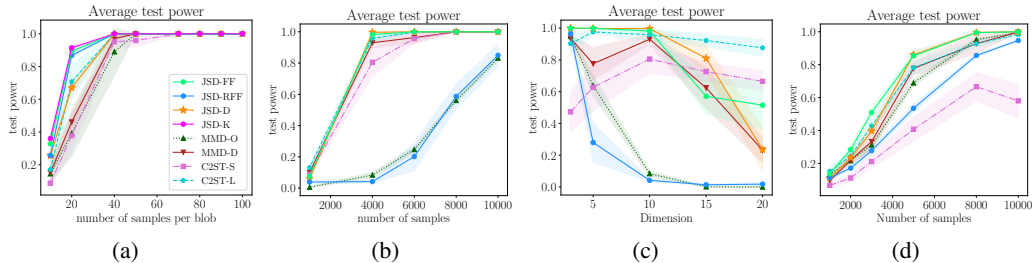 Average test power
test power
1.0
0.8
0.6
0.4
0.2
20
40
60
80
100
number of samples per blob
JSD-FF
JSD-RFF
JSD-D
JSD-K
MMD-O
MMD-D
C2ST-S
C2ST-L
(a)
Average test power
test power
1.0
0.8
0.6
0.4
0.2
0.0
2000
4000
6000
8000
10000
number of samples
(b)
Average test power
test power
1.0
0.8
0.6
0.4
0.2
0.0
5
10
15
20
Dimension
(c)
Average test power
test power
1.0
0.8
0.6
0.4
0.2
0.0
2000
4000
6000
8000
10000
Number of samples
(d)